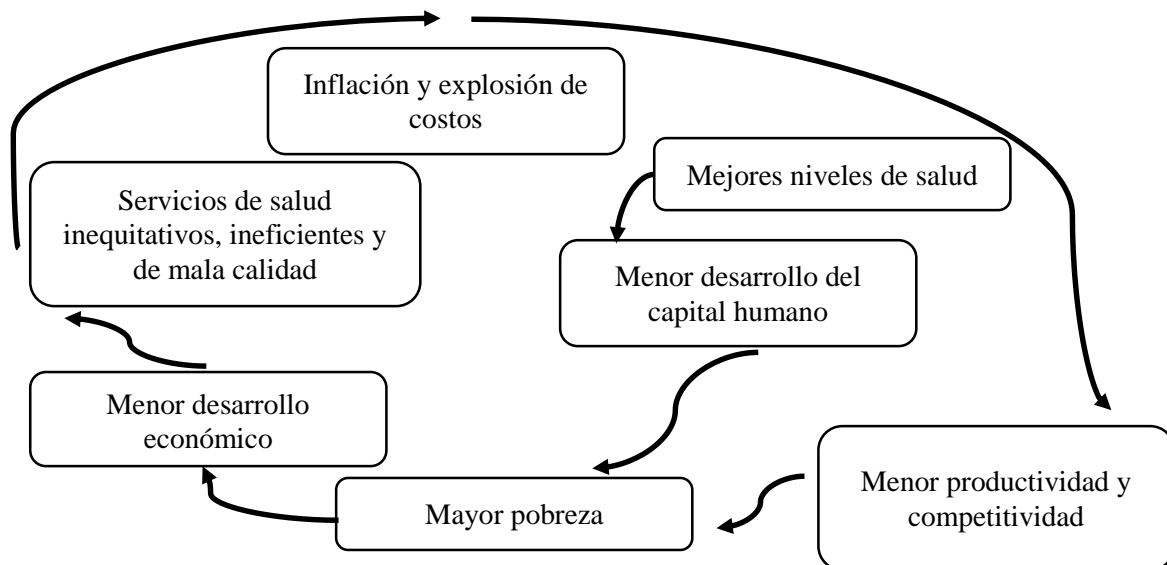 Inflación y explosión de
costos
Mejores niveles de salud
Servicios de salud
inequitativos, ineficientes y
de mala calidad
Menor desarrollo del
capital humano
Menor desarrollo
económico
Menor productividad y
competitividad
Mayor pobreza